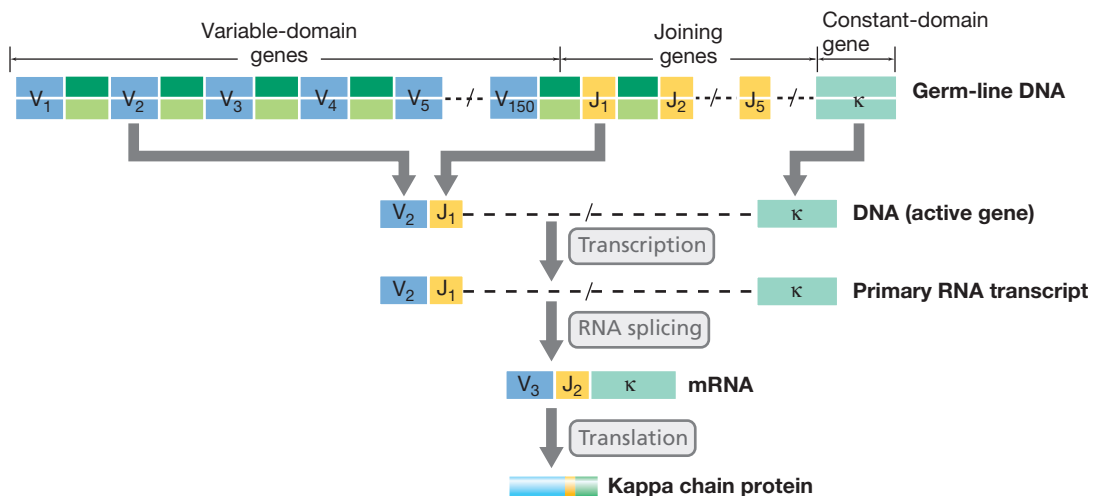 Variable-domain
genes
Joining
genes
Constant-domain
gene
V1 V2 V3 V4 V5 V150 J1 J2 J5 κ Germ-line DNA
V2 J1 κ DNA (active gene)
Transcription
V2 J1 κ Primary RNA transcript
RNA splicing
V3 J2 κ mRNA
Translation
Kappa chain protein